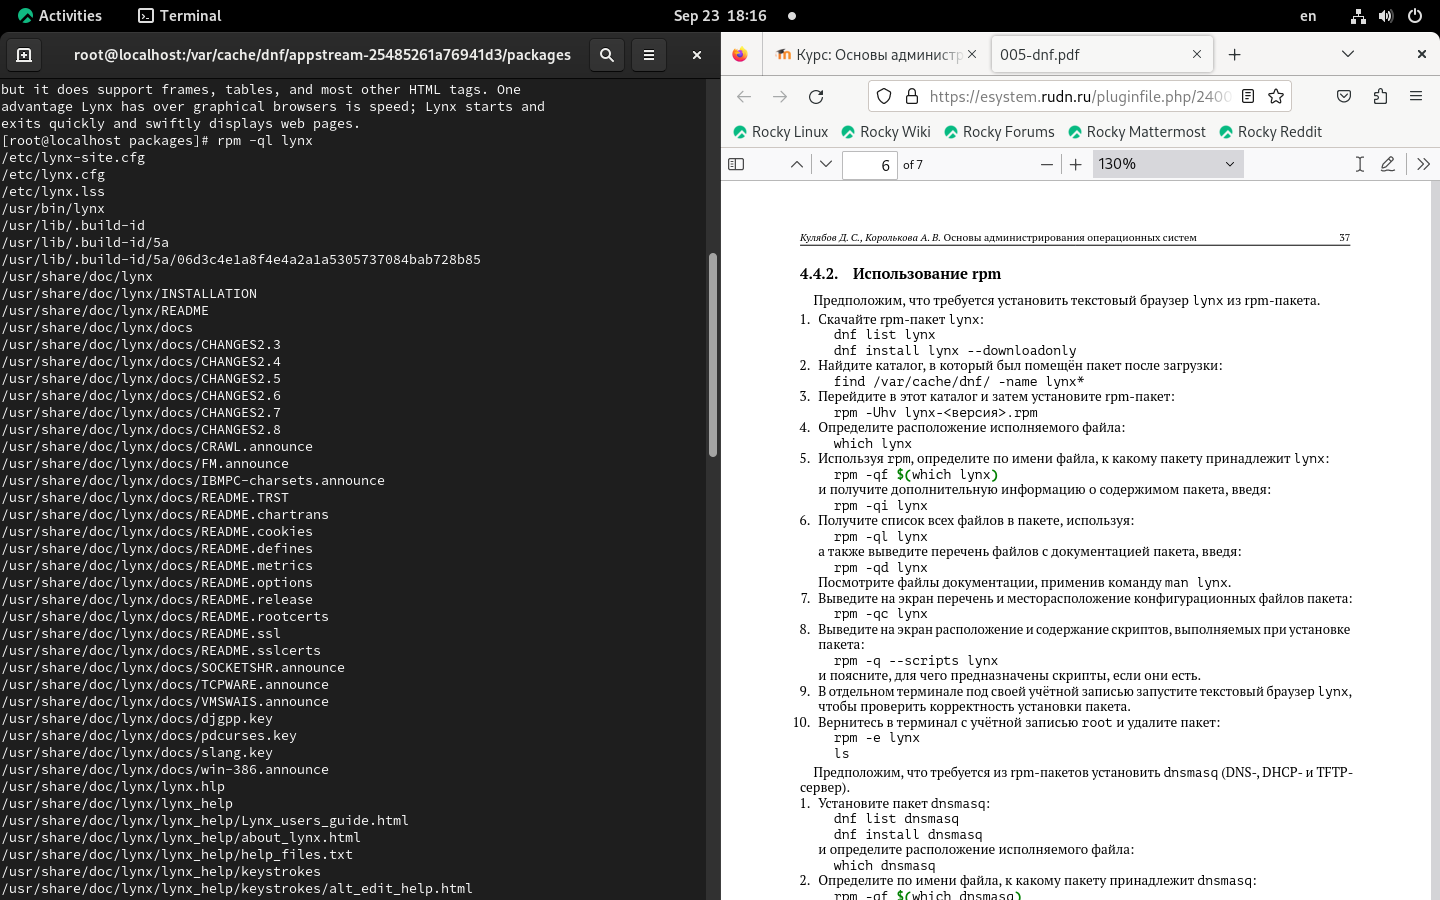 Activities
Terminal
Sep 23 18:16
en
root@localhost:/var/cache/dnf/appstream-25485261a76941d3/packages
but it does support frames, tables, and most other HTML tags. One
advantage Lynx has over graphical browsers is speed; Lynx starts and
exits quickly and swiftly displays web pages.
[root@localhost packages]# rpm -ql lynx
/etc/lynx-site.cfg
/etc/lynx.cfg
/etc/lynx.lss
/usr/bin/lynx
/usr/lib/.build-id
/usr/lib/.build-id/5a
/usr/lib/.build-id/5a/06d3c4e1a8f4e4a2a1a5305737084bab728b85
/usr/share/doc/lynx
/usr/share/doc/lynx/INSTALLATION
/usr/share/doc/lynx/README
/usr/share/doc/lynx/docs
/usr/share/doc/lynx/docs/CHANGES2.3
/usr/share/doc/lynx/docs/CHANGES2.4
/usr/share/doc/lynx/docs/CHANGES2.5
/usr/share/doc/lynx/docs/CHANGES2.6
/usr/share/doc/lynx/docs/CHANGES2.7
/usr/share/doc/lynx/docs/CHANGES2.8
/usr/share/doc/lynx/docs/CRAWL.announce
/usr/share/doc/lynx/docs/FM.announce
/usr/share/doc/lynx/docs/IBMPC-charsets.announce
/usr/share/doc/lynx/docs/README.TRST
/usr/share/doc/lynx/docs/README.chartrans
/usr/share/doc/lynx/docs/README.cookies
/usr/share/doc/lynx/docs/README.defines
/usr/share/doc/lynx/docs/README.metrics
/usr/share/doc/lynx/docs/README.options
/usr/share/doc/lynx/docs/README.release
/usr/share/doc/lynx/docs/README.rootcerts
/usr/share/doc/lynx/docs/README.ssl
/usr/share/doc/lynx/docs/README.sslcerts
/usr/share/doc/lynx/docs/SOCKETSHR.announce
/usr/share/doc/lynx/docs/TCPWARE.announce
/usr/share/doc/lynx/docs/VMSWAIS.announce
/usr/share/doc/lynx/docs/djgpp.key
/usr/share/doc/lynx/docs/pdcurses.key
/usr/share/doc/lynx/docs/slang.key
/usr/share/doc/lynx/docs/win-386.announce
/usr/share/doc/lynx/lynx.hlp
/usr/share/doc/lynx/lynx_help
/usr/share/doc/lynx/lynx_help/Lynx_users_guide.html
/usr/share/doc/lynx/lynx_help/about_lynx.html
/usr/share/doc/lynx/lynx_help/help_files.txt
/usr/share/doc/lynx/lynx_help/keystrokes
/usr/share/doc/lynx/lynx_help/keystrokes/alt_edit_help.html
Курс: Основы администр
005-dnf.pdf
https://esystem.rudn.ru/pluginfile.php/2400
Rocky Linux
Rocky Wiki
Rocky Forums
Rocky Mattermost
Rocky Reddit
6 of 7
130%
Кулябов Д. С., Королькова А. В. Основы администрирования операционных систем 37
4.4.2. Использование rpm
Предположим, что требуется установить текстовый браузер lynx из rpm-пакета.
1. Скачайте rpm-пакет lynx:
dnf list lynx
dnf install lynx --downloadonly
2. Найдите каталог, в который был помещён пакет после загрузки:
find /var/cache/dnf/ -name lynx*
3. Перейдите в этот каталог и затем установите rpm-пакет:
rpm -Uhv lynx-<версия>.rpm
4. Определите расположение исполняемого файла:
which lynx
5. Используя rpm, определите по имени файла, к какому пакету принадлежит lynx:
rpm -qf $(which lynx)
и получите дополнительную информацию о содержимом пакета, введя:
rpm -qi lynx
6. Получите список всех файлов в пакете, используя:
rpm -ql lynx
а также выведите перечень файлов с документацией пакета, введя:
rpm -qd lynx
Посмотрите файлы документации, применив команду man lynx.
7. Выведите на экран перечень и месторасположение конфигурационных файлов пакета:
rpm -qc lynx
8. Выведите на экран расположение и содержание скриптов, выполняемых при установке
пакета:
rpm -q --scripts lynx
и поясните, для чего предназначены скрипты, если они есть.
9. В отдельном терминале под своей учётной записью запустите текстовый браузер lynx,
чтобы проверить корректность установки пакета.
10. Вернитесь в терминал с учётной записью root и удалите пакет:
rpm -e lynx
ls
Предположим, что требуется из rpm-пакетов установить dnsmasq (DNS-, DHCP- и TFTP-
сервер).
1. Установите пакет dnsmasq:
dnf list dnsmasq
dnf install dnsmasq
и определите расположение исполняемого файла:
which dnsmasq
2. Определите по имени файла, к какому пакету принадлежит dnsmasq:
rpm -qf $(which dnsmasq)